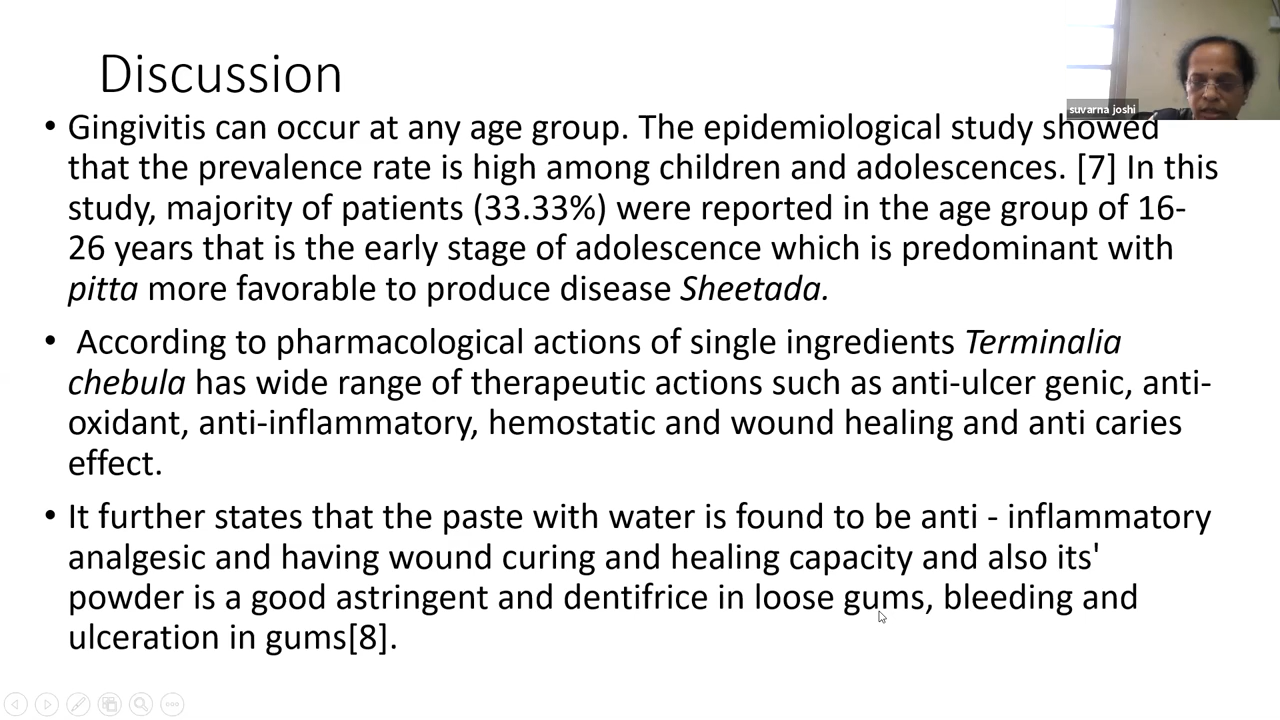 Discussion
suvarna joshi
• Gingivitis can occur at any age group. The epidemiological study showed
that the prevalence rate is high among children and adolescences. [7] In this
study, majority of patients (33.33%) were reported in the age group of 16-
26 years that is the early stage of adolescence which is predominant with
pitta more favorable to produce disease Sheetada.
• According to pharmacological actions of single ingredients Terminalia
chebula has wide range of therapeutic actions such as anti-ulcer genic, anti-
oxidant, anti-inflammatory, hemostatic and wound healing and anti caries
effect.
• It further states that the paste with water is found to be anti - inflammatory
analgesic and having wound curing and healing capacity and also its'
powder is a good astringent and dentifrice in loose gums, bleeding and
ulceration in gums[8].